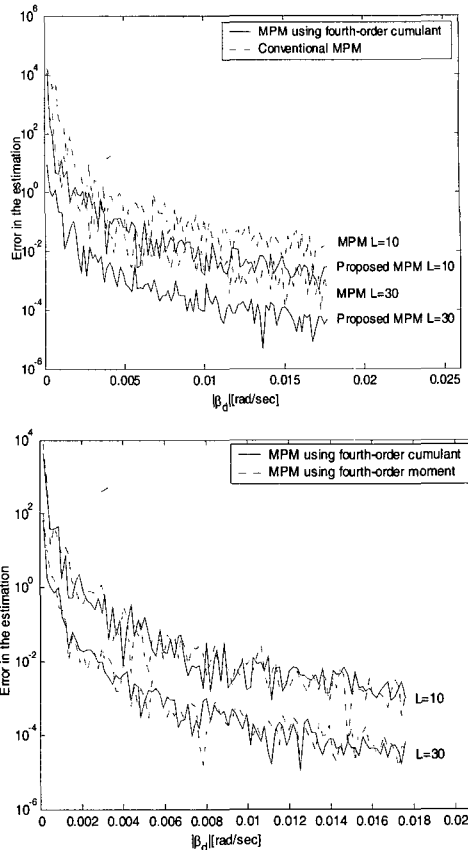 10^6
10^4
10^2
10^0
10^-2
10^-4
10^-6
Error in the estimation
MPM using fourth-order cumulant
Conventional MPM
MPM L=10
Proposed MPM L=10
MPM L=30
Proposed MPM L=30
0 0.005 0.01 0.015 0.02 0.025
|β_d|[rad/sec]
10^4
10^2
10^0
10^-2
10^-4
10^-6
Error in the estimation
MPM using fourth-order cumulant
MPM using fourth-order moment
L=10
L=30
0 0.002 0.004 0.006 0.008 0.01 0.012 0.014 0.016 0.018 0.02
|β_d|[rad/sec]